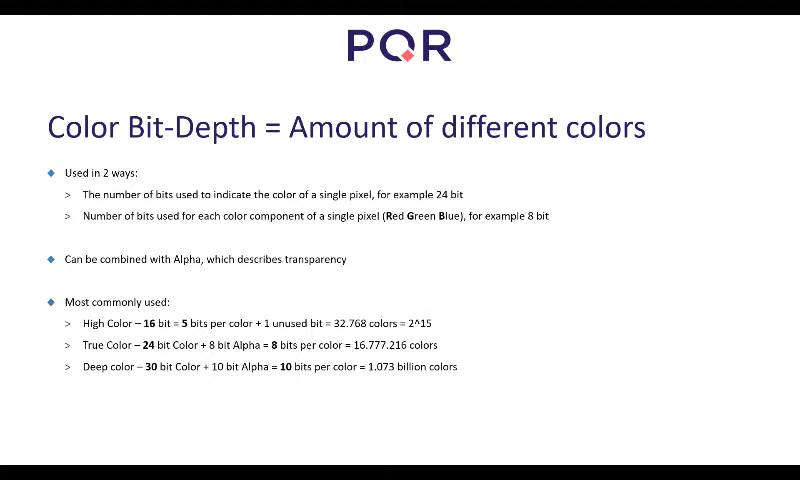 PQR
Color Bit-Depth = Amount of different colors
Used in 2 ways:
> The number of bits used to indicate the color of a single pixel, for example 24 bit
> Number of bits used for each color component of a single pixel (Red Green Blue), for example 8 bit
Can be combined with Alpha, which describes transparency
Most commonly used:
> High Color – 16 bit = 5 bits per color + 1 unused bit = 32.768 colors = 2^15
> True Color – 24 bit Color + 8 bit Alpha = 8 bits per color = 16.777.216 colors
> Deep color – 30 bit Color + 10 bit Alpha = 10 bits per color = 1.073 billion colors